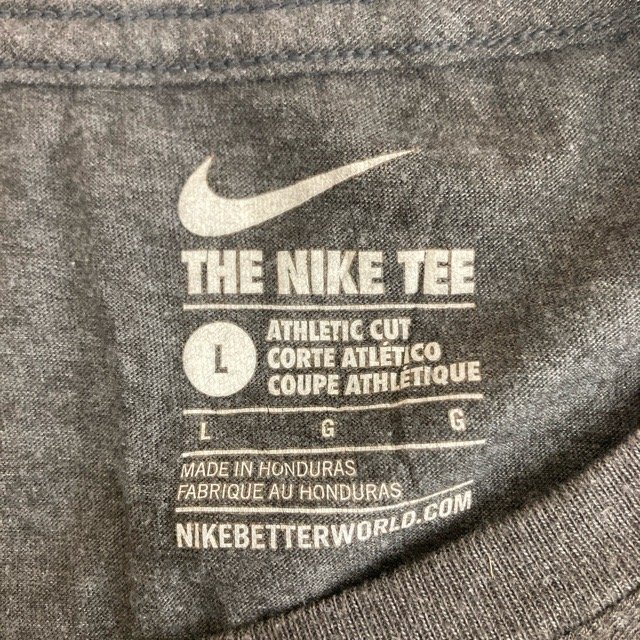 THE NIKE TEE
L
ATHLETIC CUT
CORTE ATLÉTICO
COUPE ATHLÉTIQUE
L G G
MADE IN HONDURAS
FABRIQUE AU HONDURAS
NIKEBETTERWORLD.COM